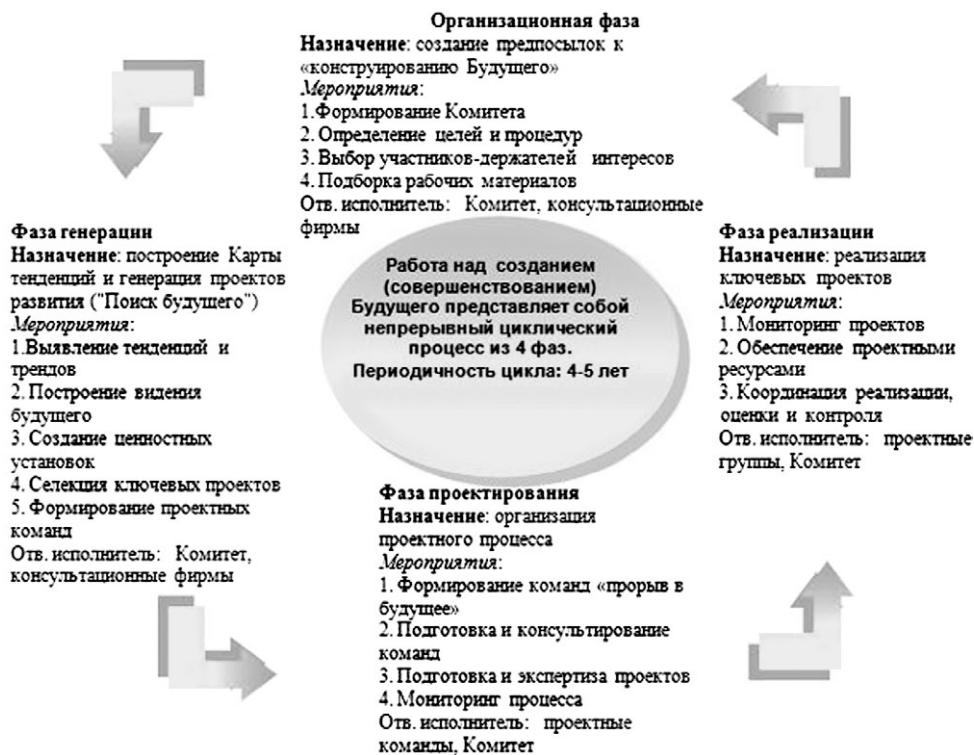 Организационная фаза
Назначение: создание предпосылок к
«конструированию Будущего»
Мероприятия:
1.Формирование Комитета
2. Определение целей и процедур
3. Выбор участников-держателей интересов
4. Подборка рабочих материалов
Отв. исполнитель: Комитет, консультационные
фирмы
Фаза генерации
Назначение: построение Карты
тенденций и генерация проектов
развития ("Поиск будущего")
Мероприятия:
1.Выявление тенденций и
трендов
2. Построение видения
будущего
3. Создание ценностных
установок
4. Селекция ключевых проектов
5. Формирование проектных
команд
Отв. исполнитель: Комитет,
консультационные фирмы
Работа над созданием
(совершенствованием)
Будущего представляет собой
непрерывный циклический
процесс из 4 фаз.
Периодичность цикла: 4-5 лет
Фаза реализации
Назначение: реализация
ключевых проектов
Мероприятия:
1. Мониторинг проектов
2. Обеспечение проектными
ресурсами
3. Координация реализации,
оценки и контроля
Отв. исполнитель: проектные
группы, Комитет
Фаза проектирования
Назначение: организация
проектного процесса
Мероприятия:
1. Формирование команд «прорыв в
будущее»
2. Подготовка и консультирование
команд
3. Подготовка и экспертиза проектов
4. Мониторинг процесса
Отв. исполнитель: проектные
команды, Комитет